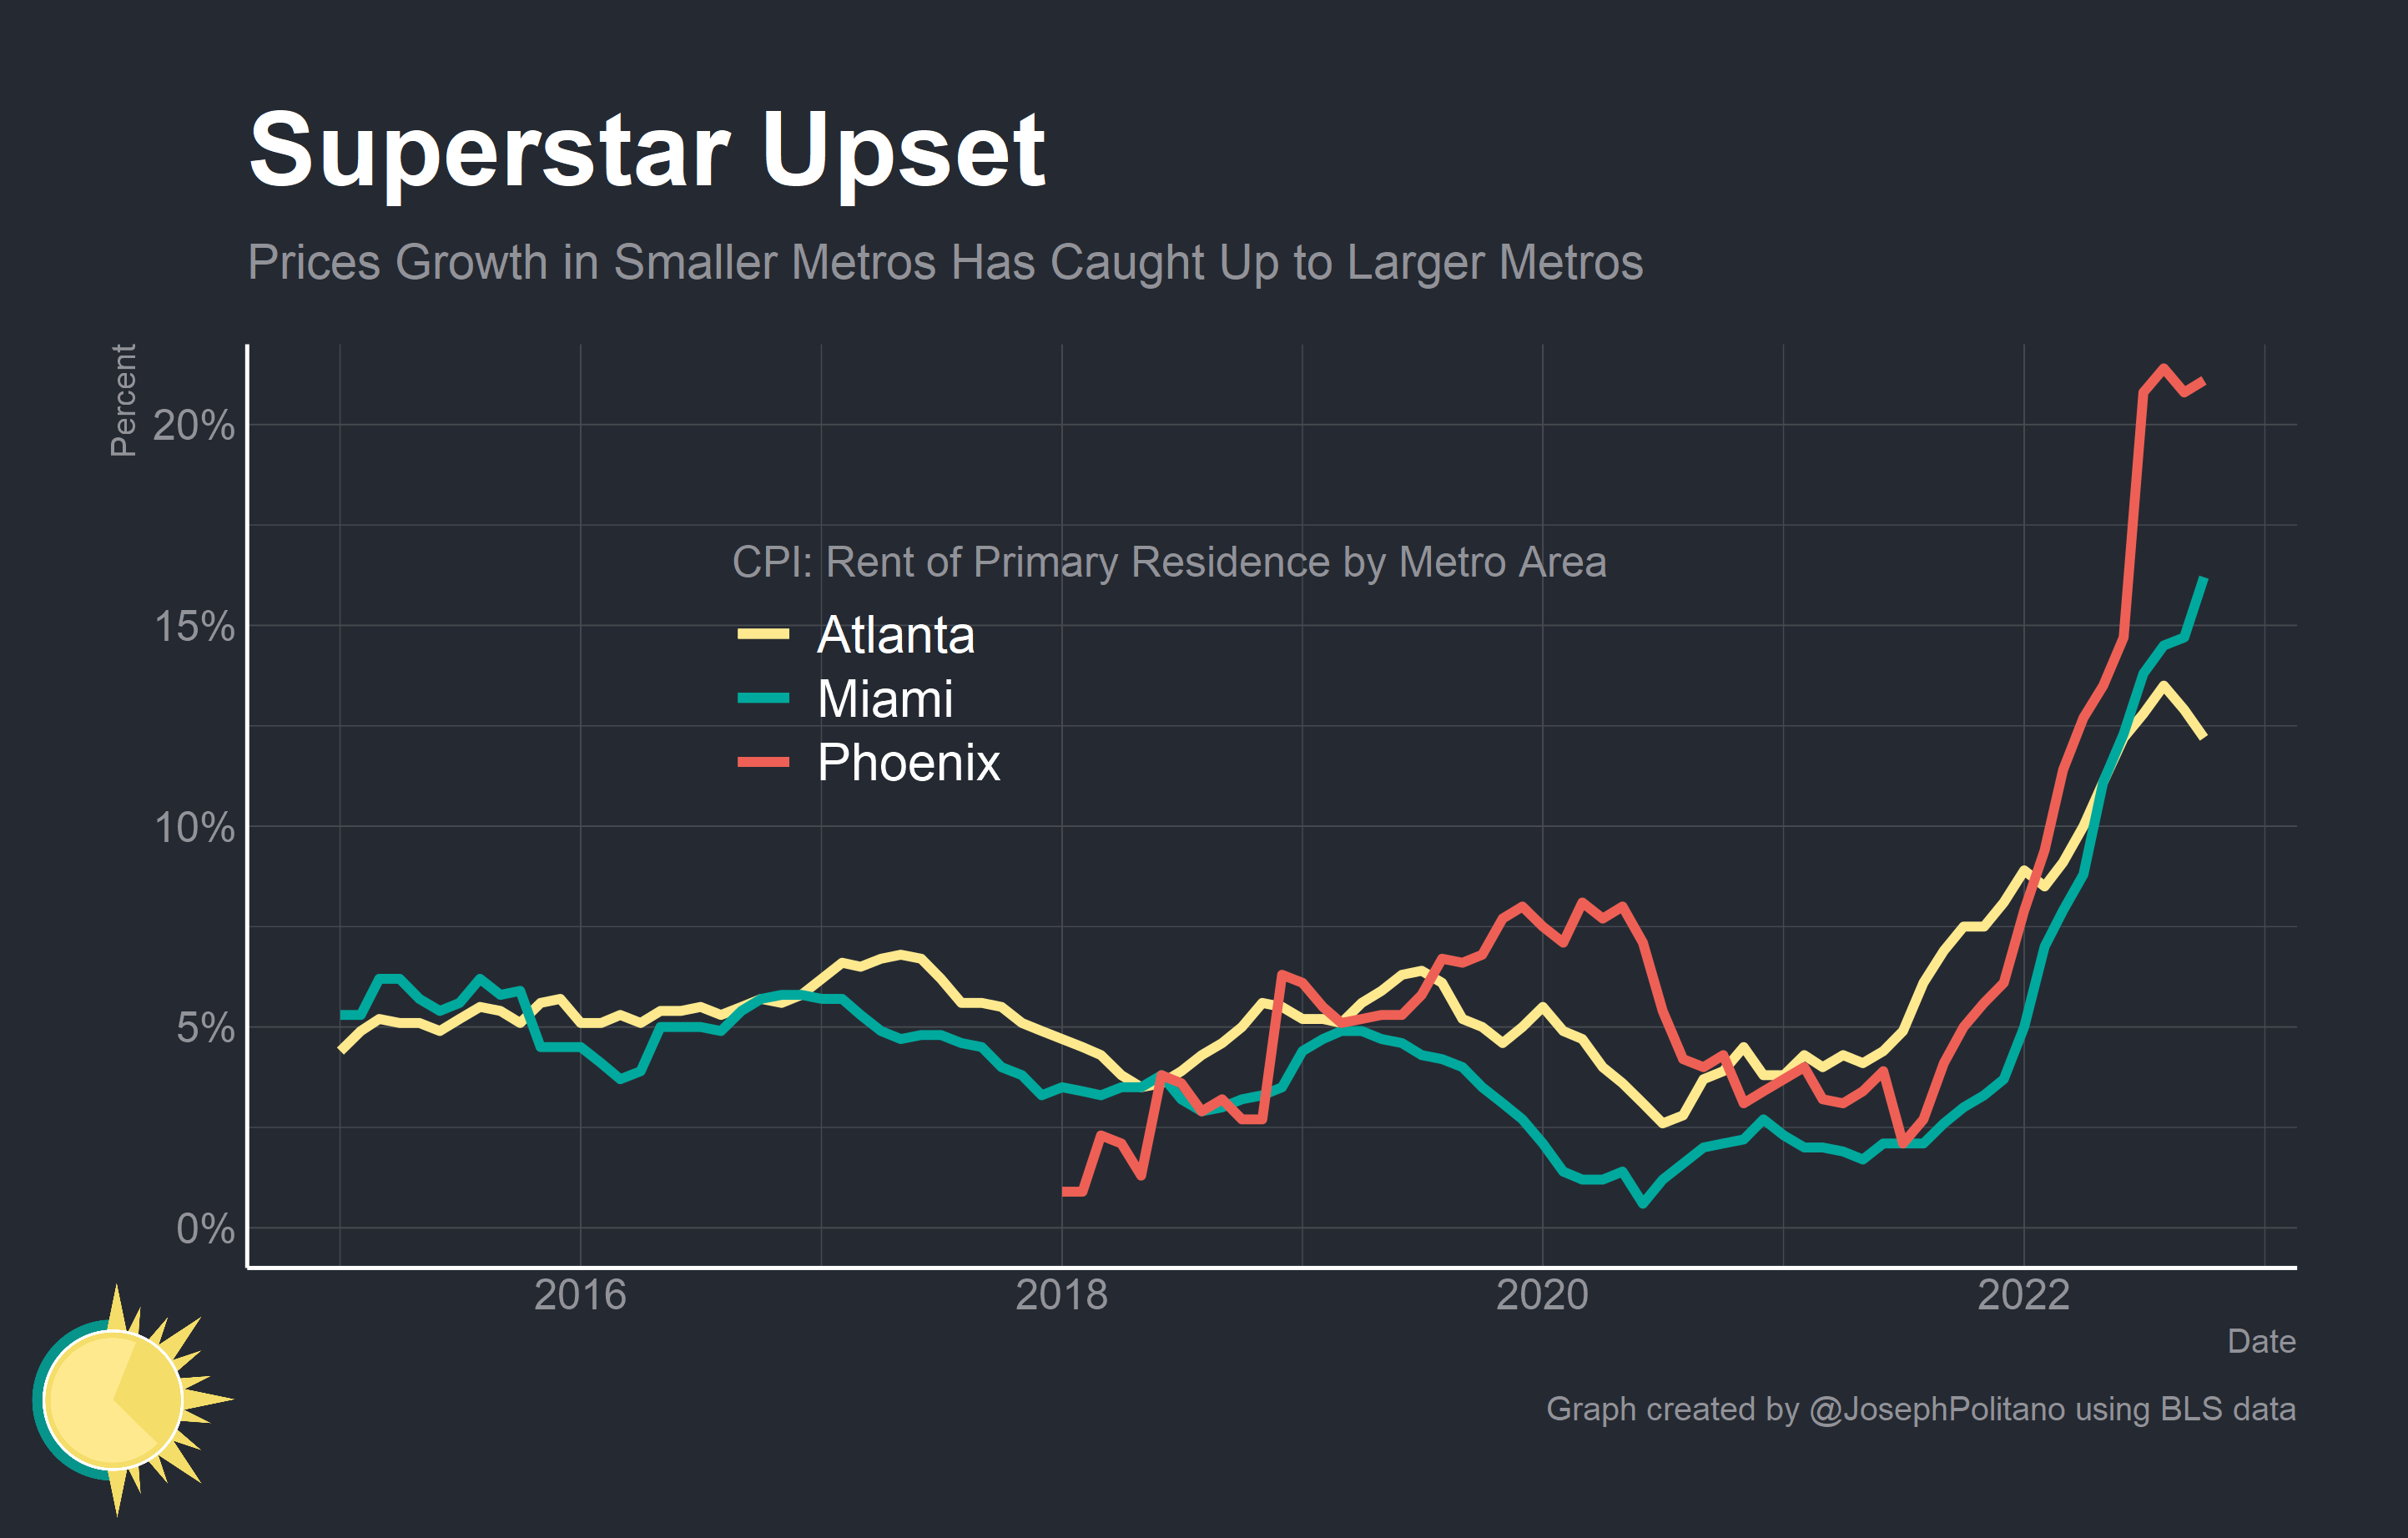 Superstar Upset
Prices Growth in Smaller Metros Has Caught Up to Larger Metros
Percent
20%
15%
10%
5%
0%
CPI: Rent of Primary Residence by Metro Area
Atlanta
Miami
Phoenix
2016 2018 2020 2022
Date
Graph created by @JosephPolitano using BLS data